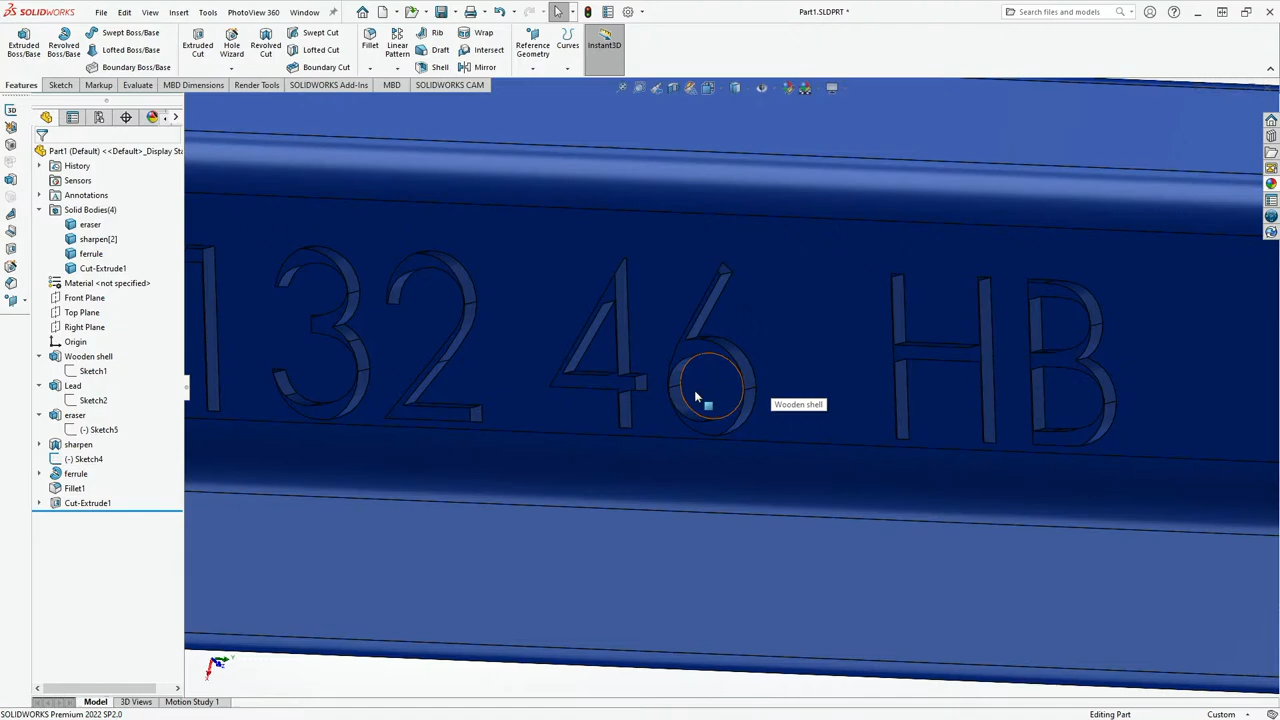 SOLIDWORKS
File
Edit
View
Insert
Tools
PhotoView 360
Window
Part1.SLDPRT *
Search files and models
Extruded Boss/Base
Revolved Boss/Base
Swept Boss/Base
Lofted Boss/Base
Boundary Boss/Base
Extruded Cut
Hole Wizard
Revolved Cut
Swept Cut
Lofted Cut
Boundary Cut
Fillet
Linear Pattern
Rib
Draft
Shell
Wrap
Intersect
Mirror
Reference Geometry
Curves
Instant3D
Features
Sketch
Markup
Evaluate
MBD Dimensions
Render Tools
SOLIDWORKS Add-Ins
MBD
SOLIDWORKS CAM
Part1 (Default) <<Default>_Display Sta
History
Sensors
Annotations
Solid Bodies(4)
eraser
sharpen[2]
ferrule
Cut-Extrude1
Material <not specified>
Front Plane
Top Plane
Right Plane
Origin
Wooden shell
Sketch1
Lead
Sketch2
eraser
(-) Sketch5
sharpen
(-) Sketch4
ferrule
Fillet1
Cut-Extrude1
132 46 HB
Wooden shell
Y
X
Model
3D Views
Motion Study 1
SOLIDWORKS Premium 2022 SP2.0
Editing Part
Custom